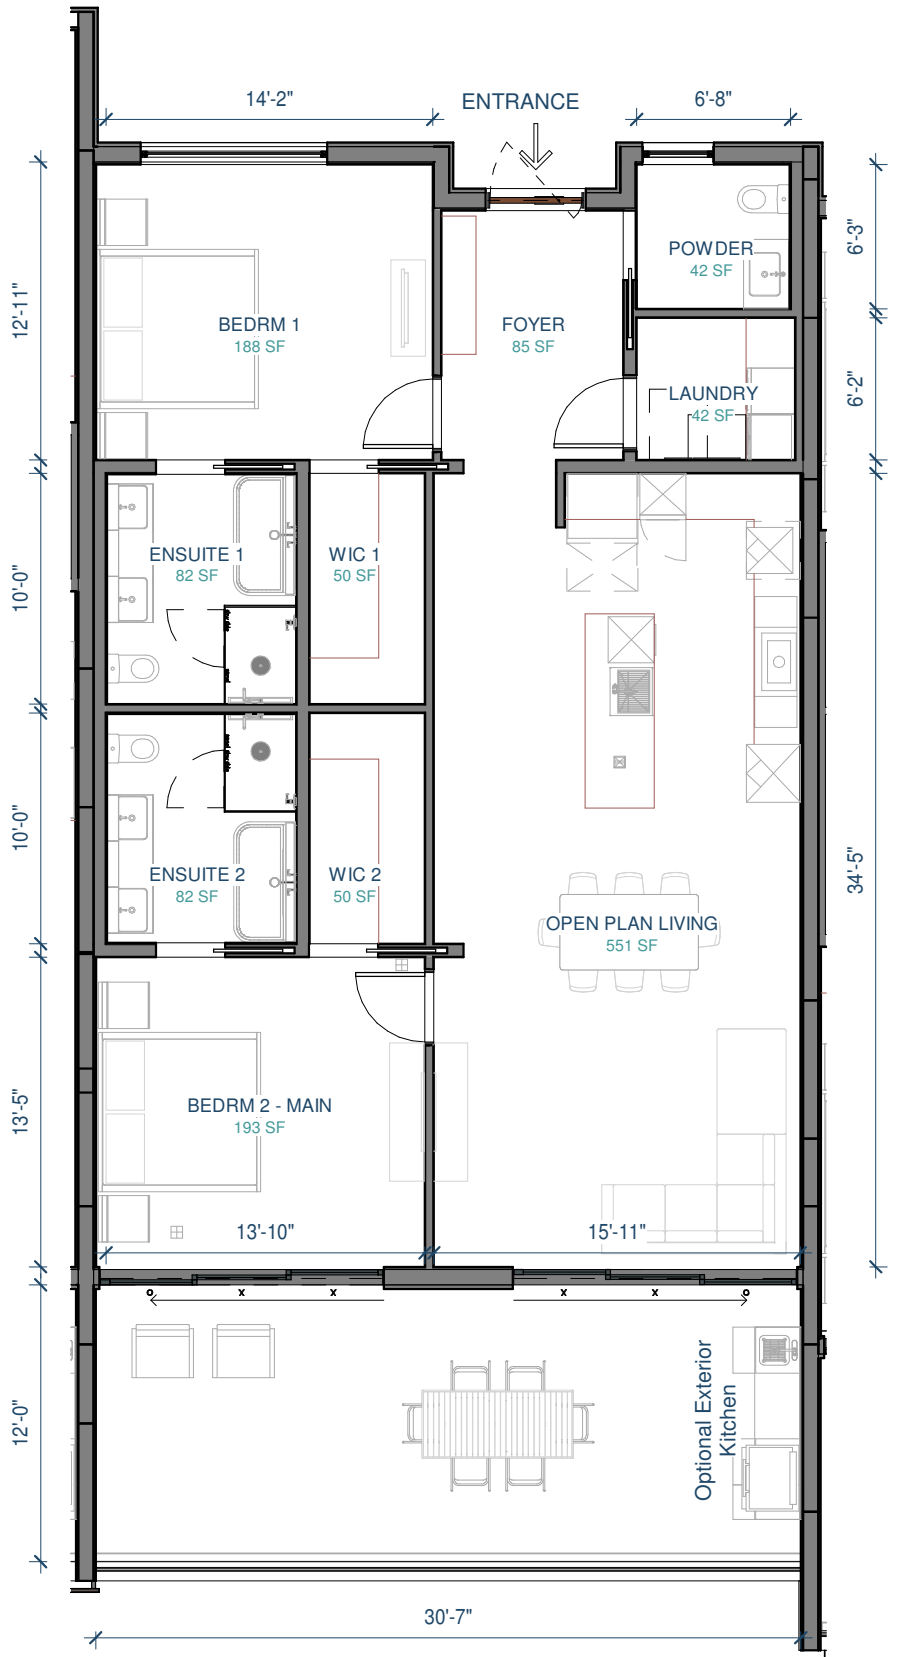 14'-2"
ENTRANCE
6'-8"
12'-11"
6'-3"
POWDER
42 SF
BEDRM 1
188 SF
FOYER
85 SF
6'-2"
LAUNDRY
42 SF
10'-0"
ENSUITE 1
82 SF
WIC 1
50 SF
10'-0"
ENSUITE 2
82 SF
WIC 2
50 SF
34'-5"
OPEN PLAN LIVING
551 SF
13'-5"
BEDRM 2 - MAIN
193 SF
13'-10"
15'-11"
o
x
x
x
x
o
12'-0"
Optional Exterior
Kitchen
30'-7"